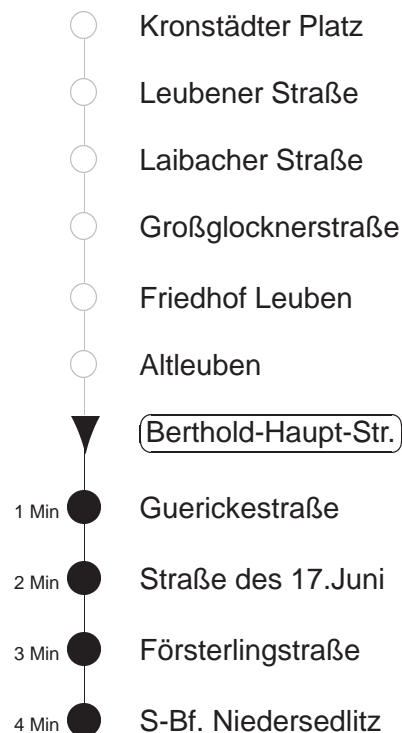 Kronstädter Platz
Leubener Straße
Laibacher Straße
Großglocknerstraße
Friedhof Leuben
Altleuben
Berthold-Haupt-Str.
1 Min Guerickestraße
2 Min Straße des 17.Juni
3 Min Försterlingstraße
4 Min S-Bf. Niedersedlitz